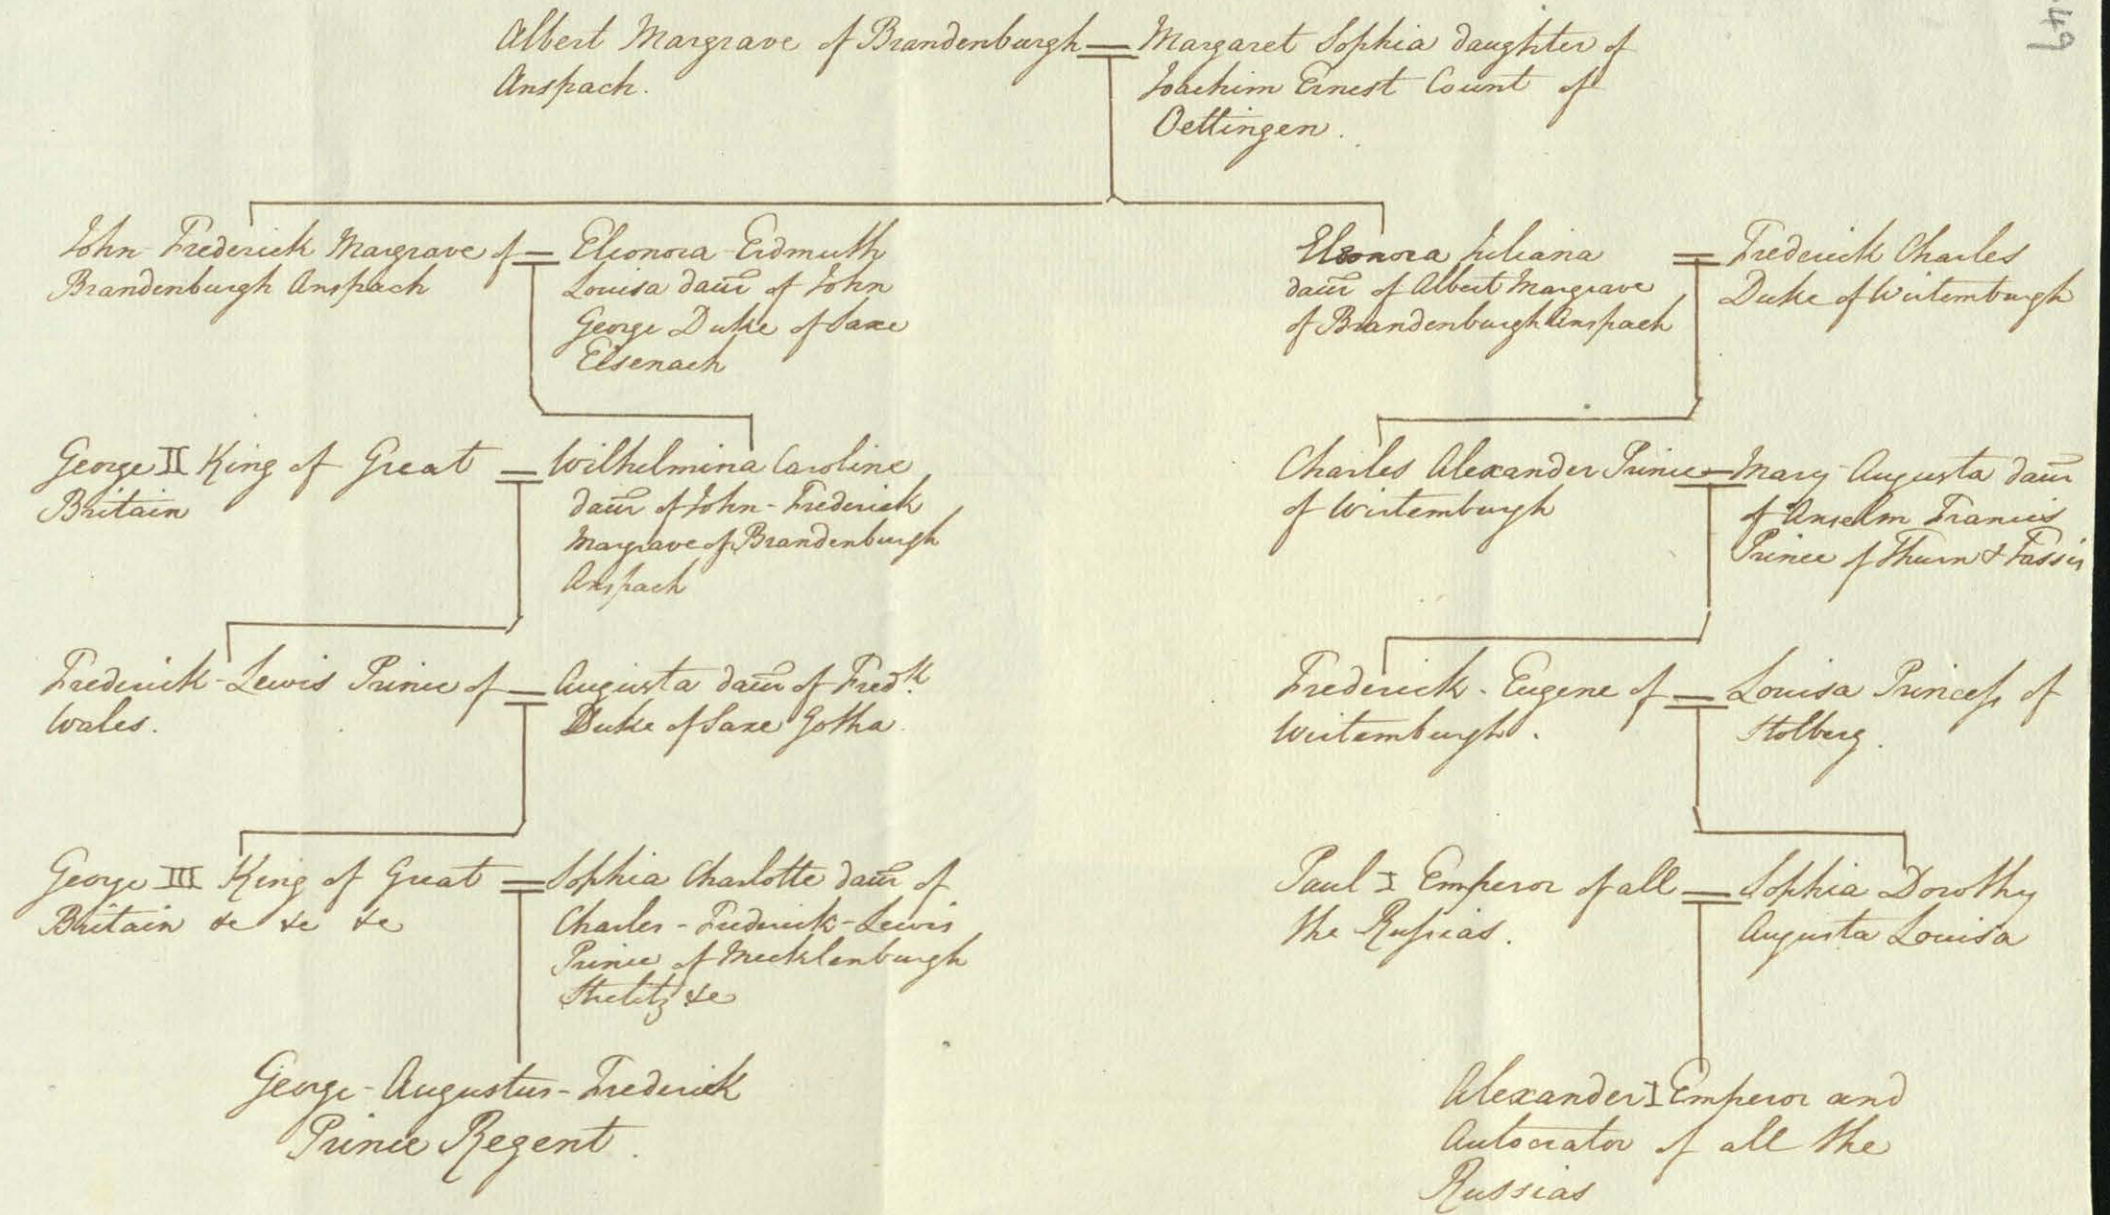 49
Albert Margrave of Brandenburgh
Anspach.
Margaret Sophia daughter of
Joachim Ernest Count of
Oettingen.
John-Frederick Margrave of
Brandenburgh Anspach
Eleonora-Erdmuth
Louisa daur of John
George Duke of Saxe
Eisenach
Eleonora Juliana
daur of Albert Margrave
of Brandenburgh Anspach
Frederick Charles
Duke of Wirtemburgh
George II King of Great
Britain
Wilhelmina Caroline
daur of John-Frederick
Margrave of Brandenburgh
Anspach
Charles Alexander Prince
of Wirtemburgh
Mary-Augusta daur
of Anselm Francis
Prince of Thurn & Tassis
Frederick-Lewis Prince of
Wales.
Augusta daur of Fredk
Duke of Saxe Gotha.
Frederick-Eugene of
Wirtemburgh.
Louisa Princess of
Stolberg.
George III King of Great
Britain &c &c &c
Sophia Charlotte daur of
Charles-Frederick-Lewis
Prince of Mecklenburgh
Strelitz &c
Paul I Emperor of all
the Russias.
Sophia Dorothy
Augusta Louisa
George-Augustus-Frederick
Prince Regent.
Alexander I Emperor and
Autocrator of all the
Russias